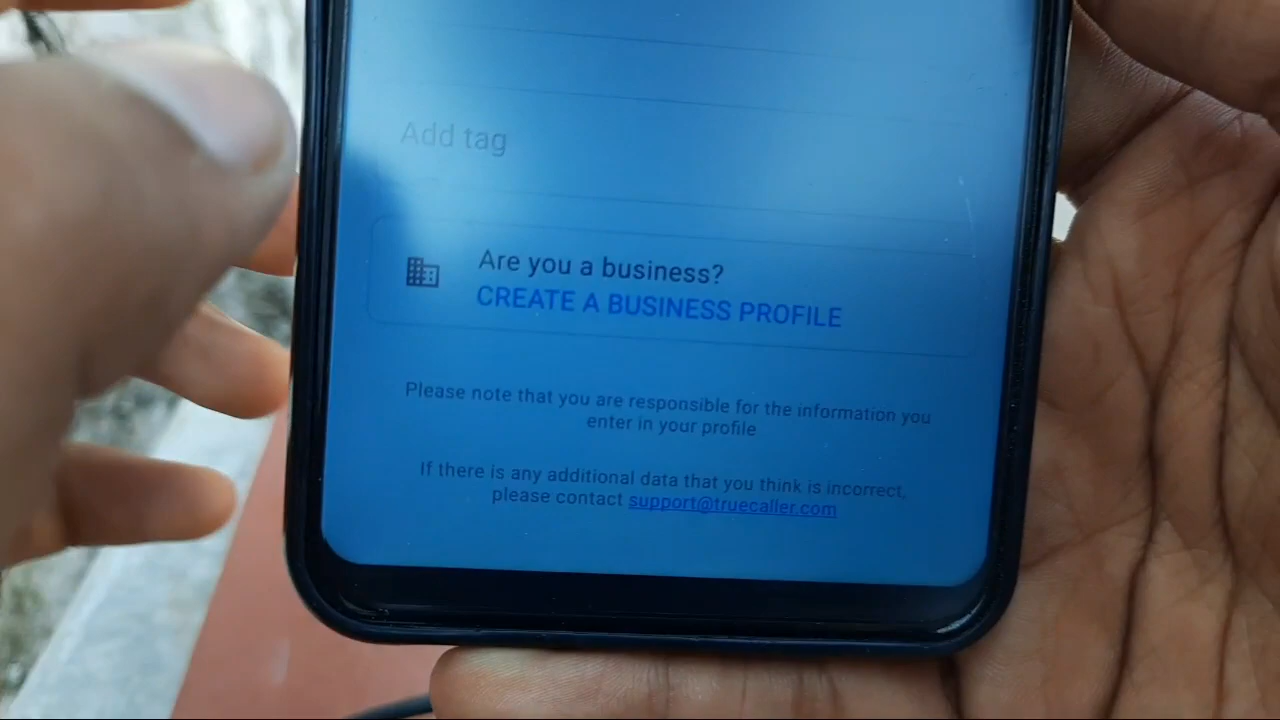 Add tag
Are you a business?
CREATE A BUSINESS PROFILE
Please note that you are responsible for the information you
enter in your profile
If there is any additional data that you think is incorrect,
please contact support@truecaller.com